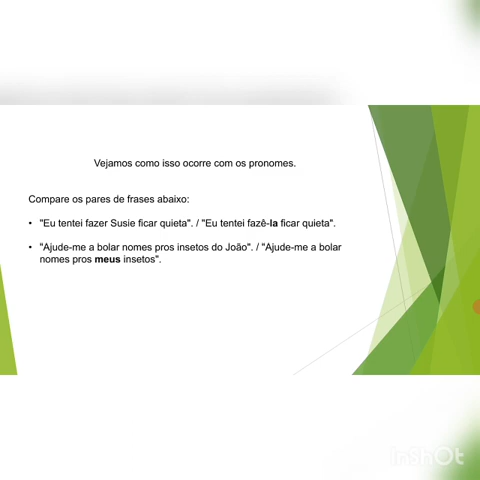 Vejamos como isso ocorre com os pronomes.
Compare os pares de frases abaixo:
• "Eu tentei fazer Susie ficar quieta". / "Eu tentei fazê-la ficar quieta".
• "Ajude-me a bolar nomes pros insetos do João". / "Ajude-me a bolar
nomes pros meus insetos".
InShOt